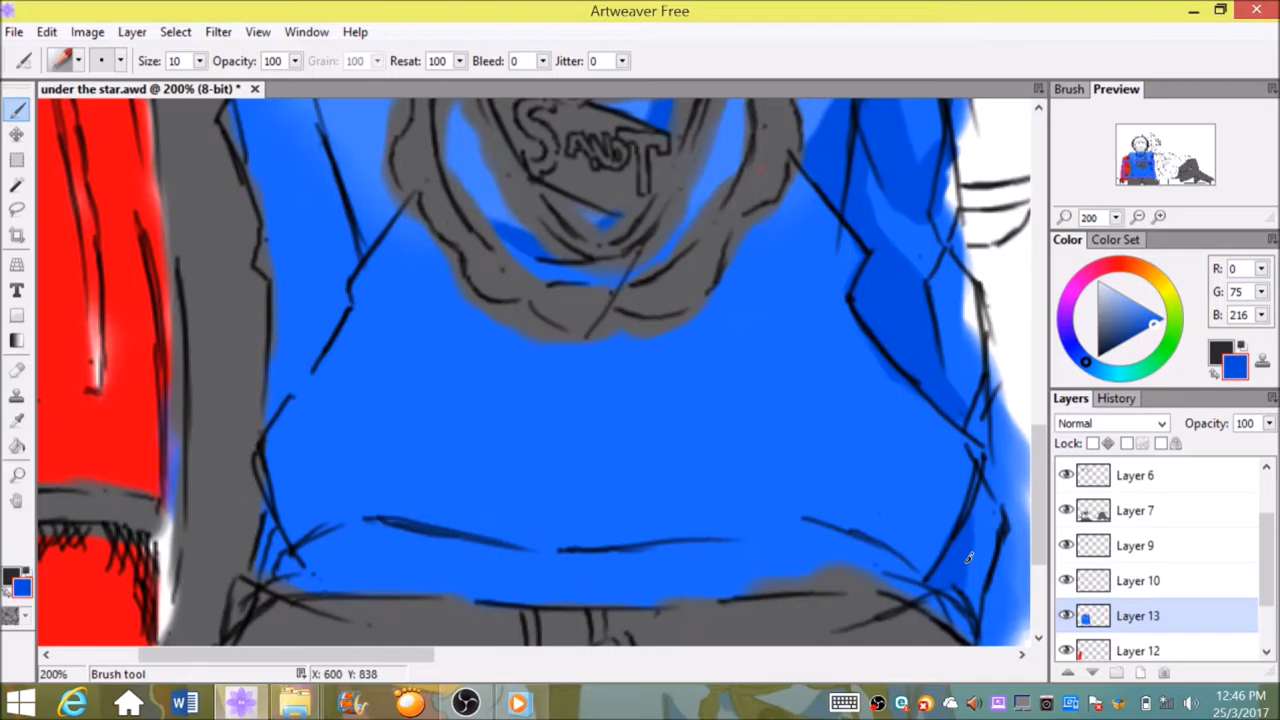 Artweaver Free
File Edit Image Layer Select Filter View Window Help
Size: 10 Opacity: 100 Grain: 100 Resat: 100 Bleed: 0 Jitter: 0
under the star.awd @ 200% (8-bit) *
Brush Preview
SANDT
200
Color Color Set
R: 0
G: 75
B: 216
Layers History
Normal Opacity: 100
Lock:
Layer 6
Layer 7
Layer 9
Layer 10
Layer 13
Layer 12
200% Brush tool X: 600 Y: 838
12:46 PM
25/3/2017